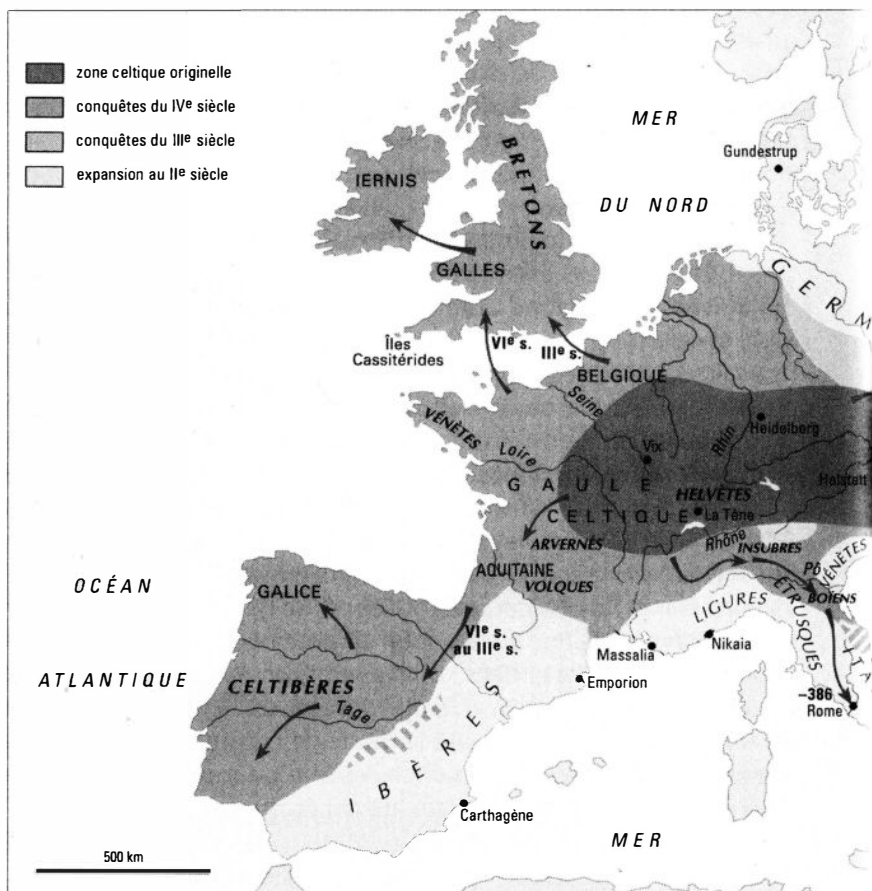 zone celtique originelle
conquêtes du IVe siècle
conquêtes du IIIe siècle
expansion au IIe siècle
MER
DU NORD
Gundestrup
IERNIS
BRETONS
GALLES
GERM
Îles
Cassitérides
VIe s.
IIIe s.
BELGIQUE
Seine
VÉNÈTES
Loire
Vix
Rhin
Heidelberg
Halstatt
GAULE
HELVÈTES
CELTIQUE
La Tène
ARVERNES
Rhône
INSUBRES
AQUITAINE
VOLQUES
Pô
VÉNÈTES
BOÏENS
OCÉAN
ATLANTIQUE
GALICE
VIe s.
au IIIe s.
LIGURES
ÉTRUSQUES
ITA
Massalia
Nikaia
Emporion
CELTIBÈRES
Tage
–386
Rome
IBÈRES
Carthagène
MER
500 km